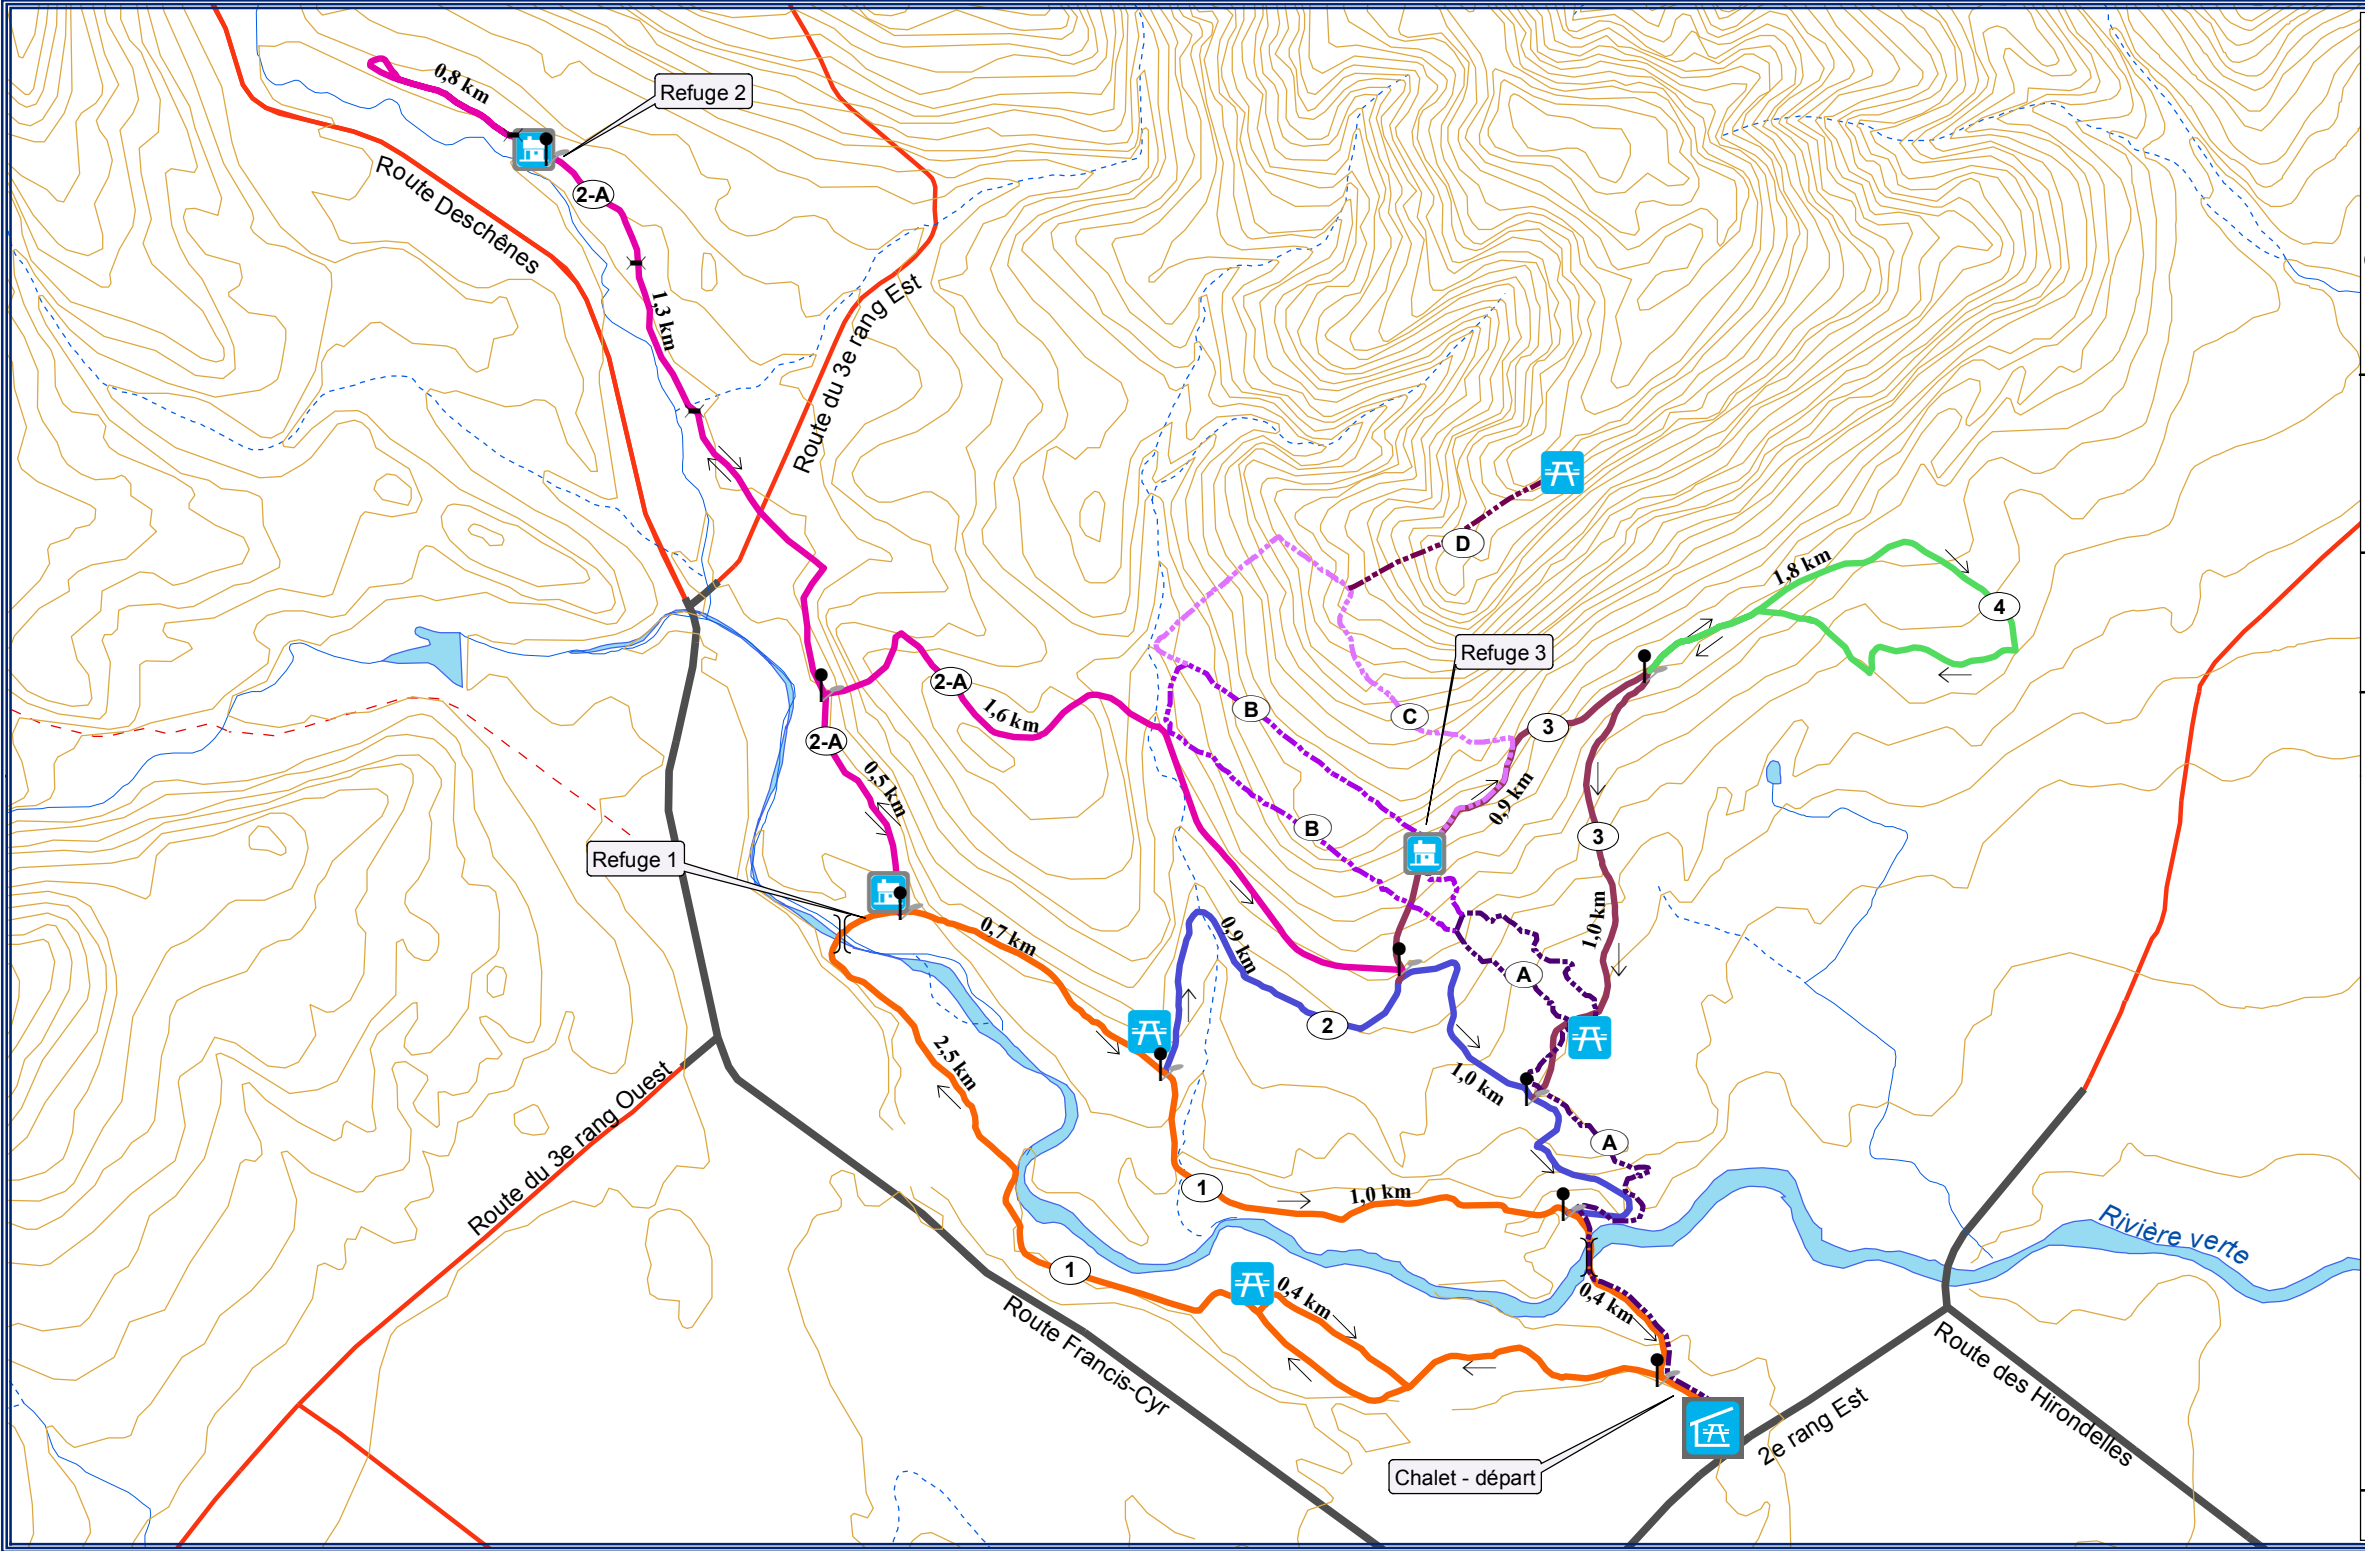 0,8 km
Refuge 2
Route Deschênes
2-A
1,3 km
Route du 3e rang Est
D
1,8 km
4
Refuge 3
2-A
1,6 km
B
C
3
2-A
0,5 km
0,9 km
B
3
Refuge 1
0,7 km
0,9 km
1,0 km
A
2
2,5 km
1,0 km
Route du 3e rang Ouest
A
1
1,0 km
Rivière verte
1
0,4 km
0,4 km
Route Francis-Cyr
Route des Hirondelles
2e rang Est
Chalet - départ